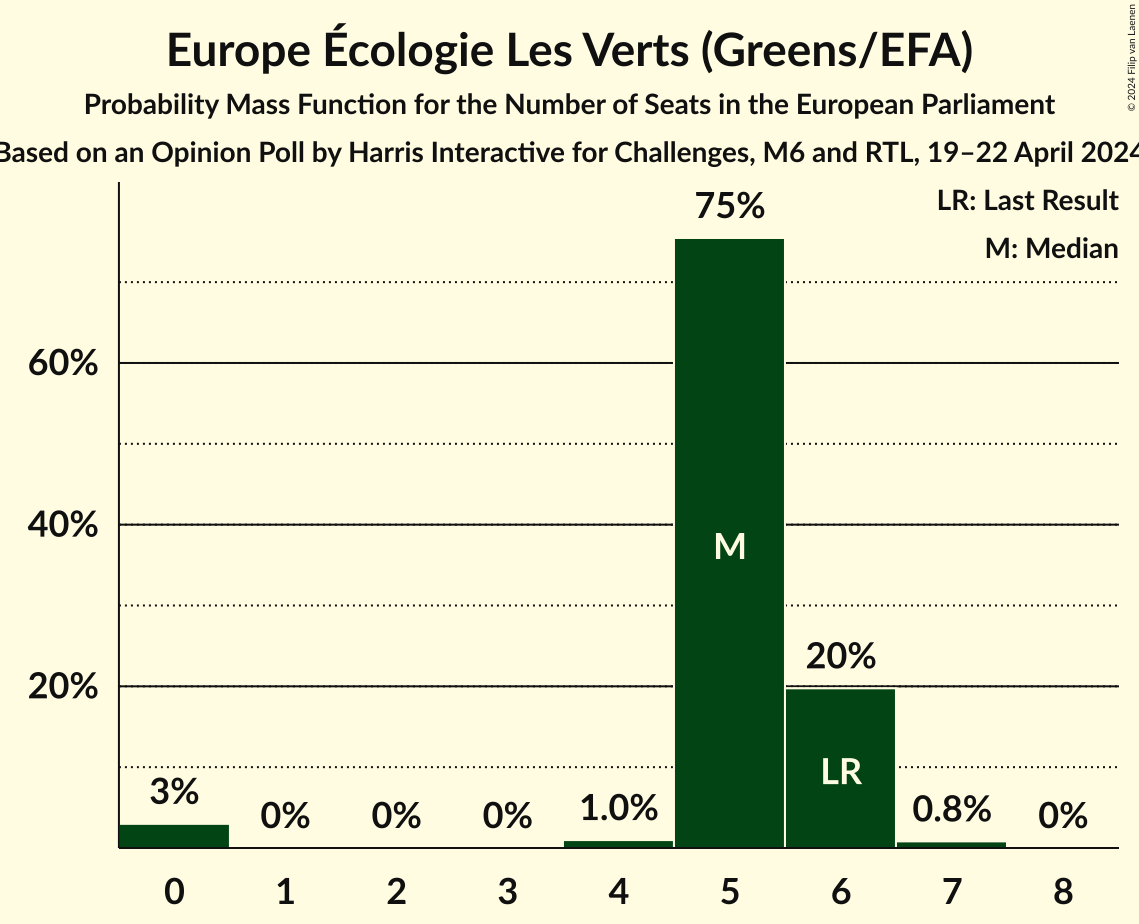 Europe Écologie Les Verts (Greens/EFA)
Probability Mass Function for the Number of Seats in the European Parliament
Based on an Opinion Poll by Harris Interactive for Challenges, M6 and RTL, 19–22 April 2024
© 2024 Filip van Laenen
LR: Last Result
M: Median
75%
60%
40%
M
20%
20%
LR
3%
0%
0%
0%
1.0%
0.8%
0%
0 1 2 3 4 5 6 7 8